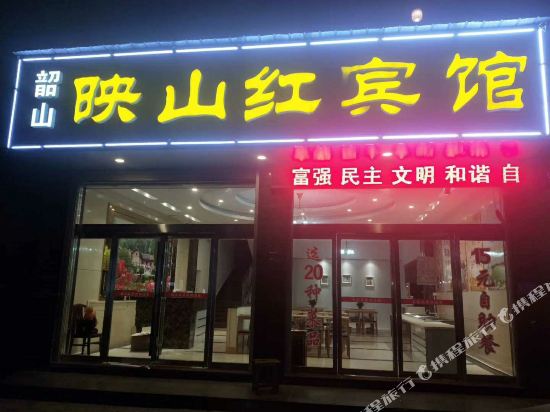 韶山
映山红宾馆
富强 民主 文明 和谐 自
送20种菜品
15元自助餐
携程旅行 携程旅行